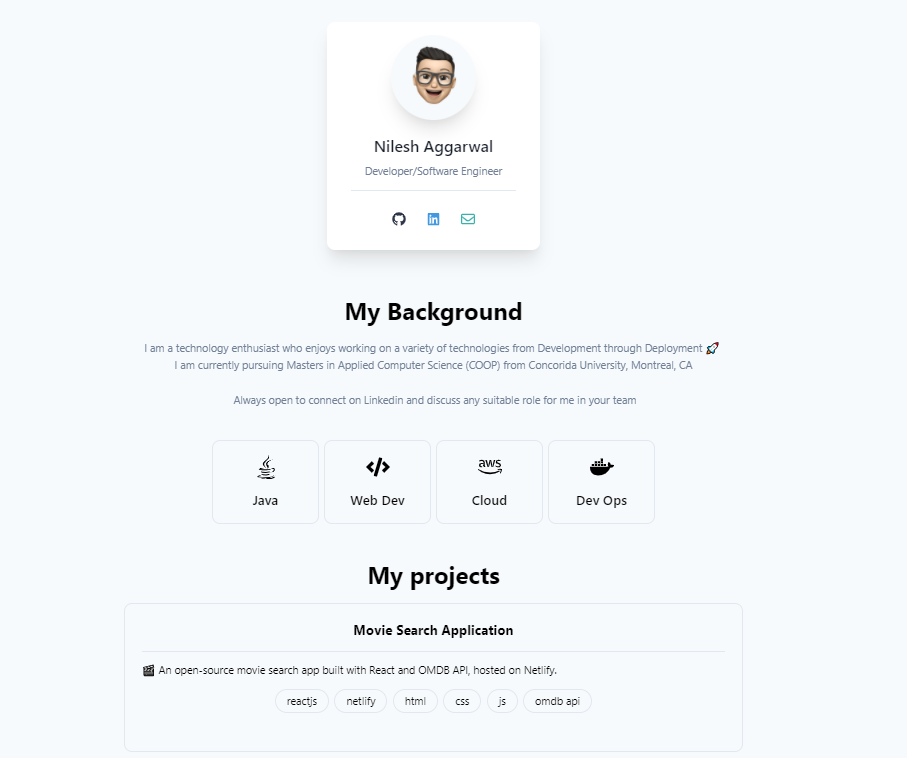 Nilesh Aggarwal
Developer/Software Engineer
My Background
I am a technology enthusiast who enjoys working on a variety of technologies from Development through Deployment 🚀
I am currently pursuing Masters in Applied Computer Science (COOP) from Concorida University, Montreal, CA
Always open to connect on Linkedin and discuss any suitable role for me in your team
aws
Java Web Dev Cloud Dev Ops
My projects
Movie Search Application
🎬 An open-source movie search app built with React and OMDB API, hosted on Netlify.
reactjs netlify html css js omdb api